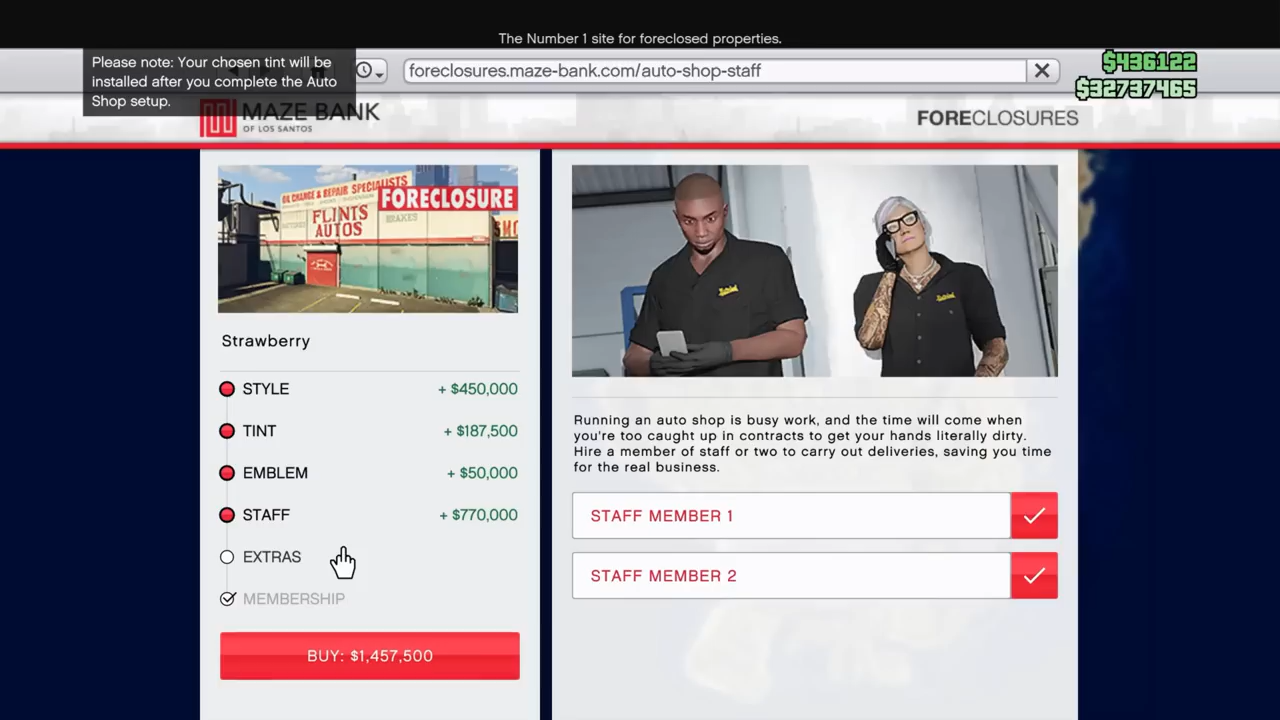 The Number 1 site for foreclosed properties.
Please note: Your chosen tint will be
installed after you complete the Auto
Shop setup.
foreclosures.maze-bank.com/auto-shop-staff
$436122
$32737465
MAZE BANK
OF LOS SANTOS
FORECLOSURES
OIL CHANGE & REPAIR SPECIALISTS
FORECLOSURE
FLINTS
AUTOS
BRAKES
Strawberry
STYLE + $450,000
TINT + $187,500
EMBLEM + $50,000
STAFF + $770,000
EXTRAS
MEMBERSHIP
BUY: $1,457,500
Running an auto shop is busy work, and the time will come when
you're too caught up in contracts to get your hands literally dirty.
Hire a member of staff or two to carry out deliveries, saving you time
for the real business.
STAFF MEMBER 1
STAFF MEMBER 2